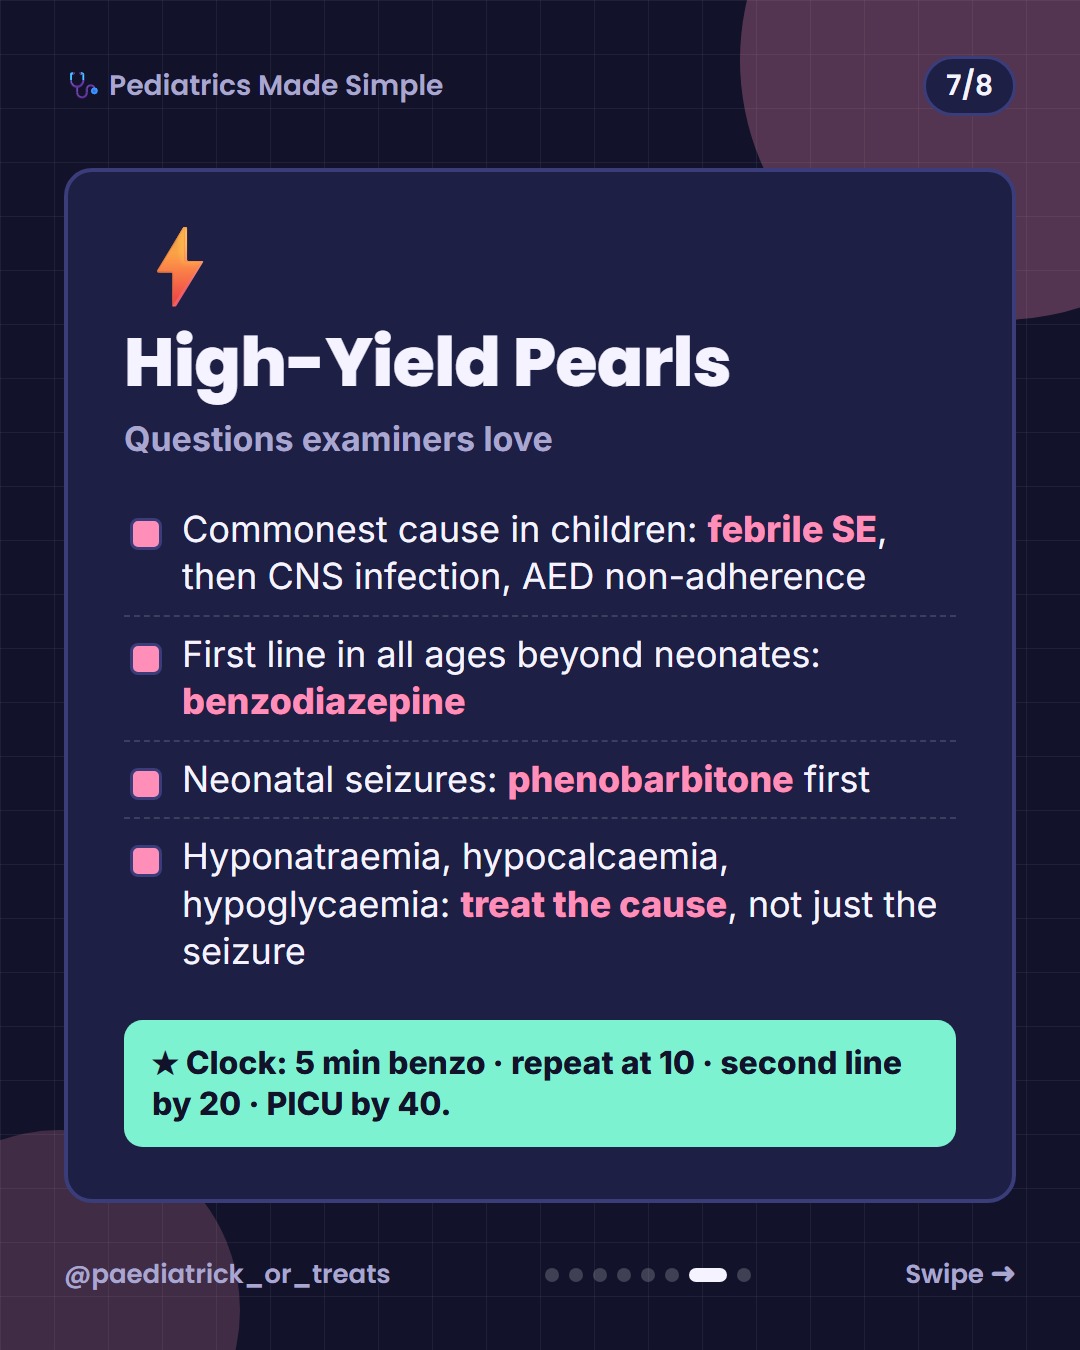 Pediatrics Made Simple
7/8
High-Yield Pearls
Questions examiners love
Commonest cause in children: febrile SE,
then CNS infection, AED non-adherence
First line in all ages beyond neonates:
benzodiazepine
Neonatal seizures: phenobarbitone first
Hyponatraemia, hypocalcaemia,
hypoglycaemia: treat the cause, not just the
seizure
★ Clock: 5 min benzo · repeat at 10 · second line
by 20 · PICU by 40.
@paediatrick_or_treats
Swipe ➜